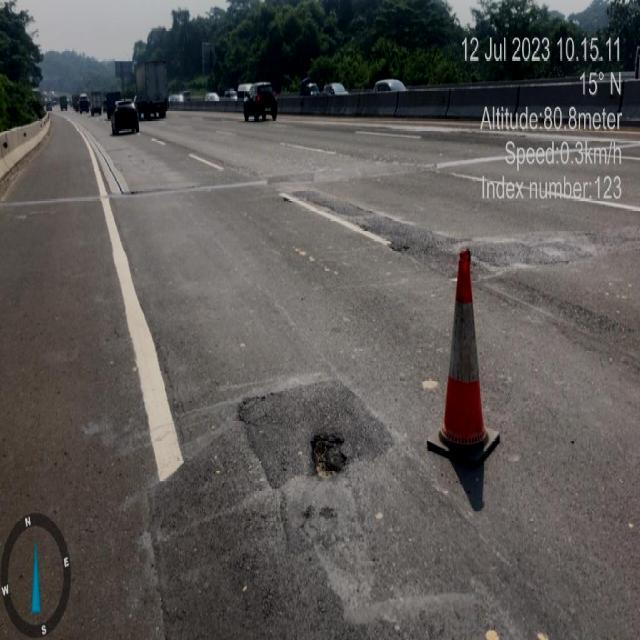 12 Jul 2023 10.15.11
15° N
Altitude:80.8meter
Speed:0.3km/h
Index number:123
N
E
W
S